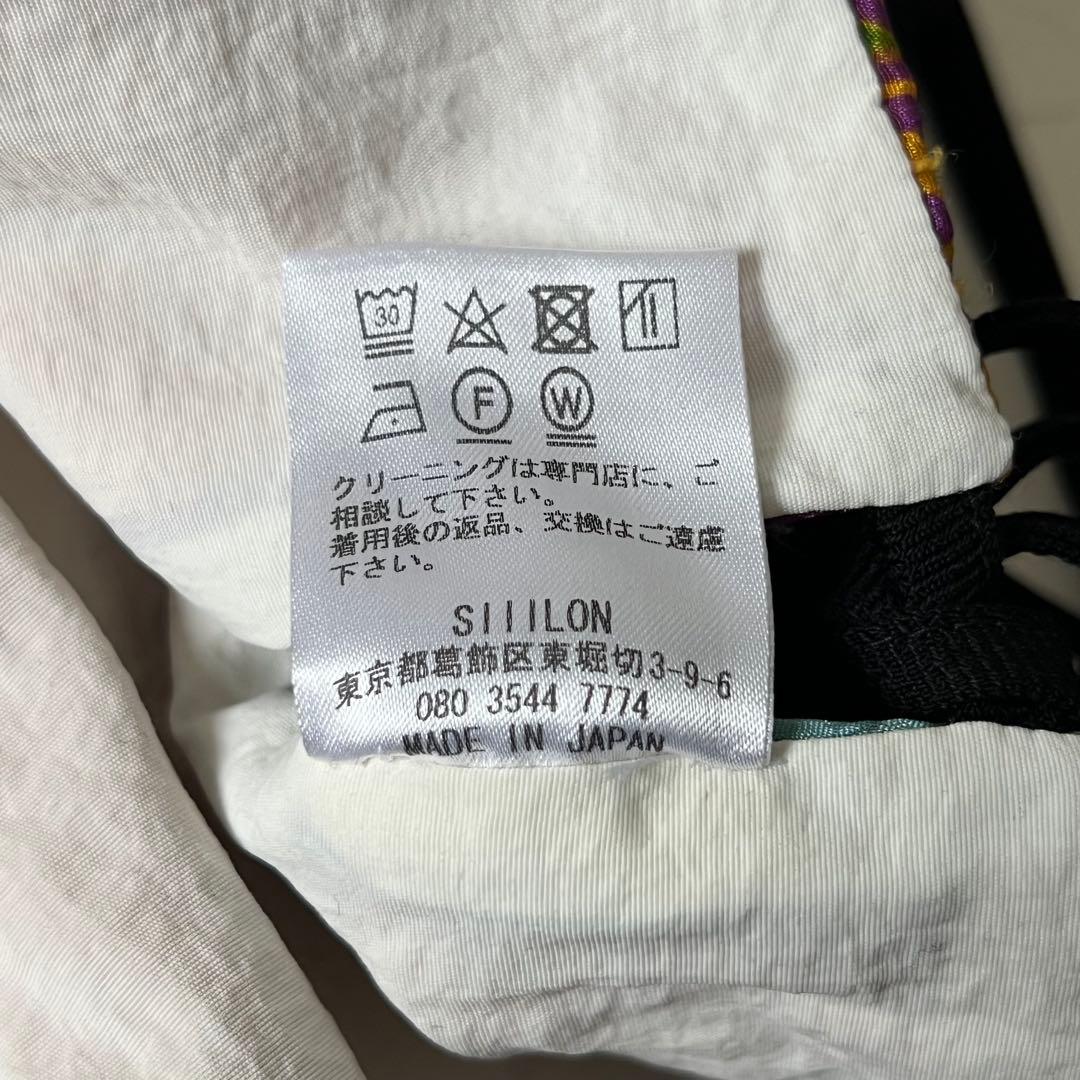 30
F W
クリーニングは専門店に、ご
相談して下さい。
着用後の返品、交換はご遠慮
下さい。
SIIILON
東京都葛飾区東堀切3-9-6
080 3544 7774
MADE IN JAPAN